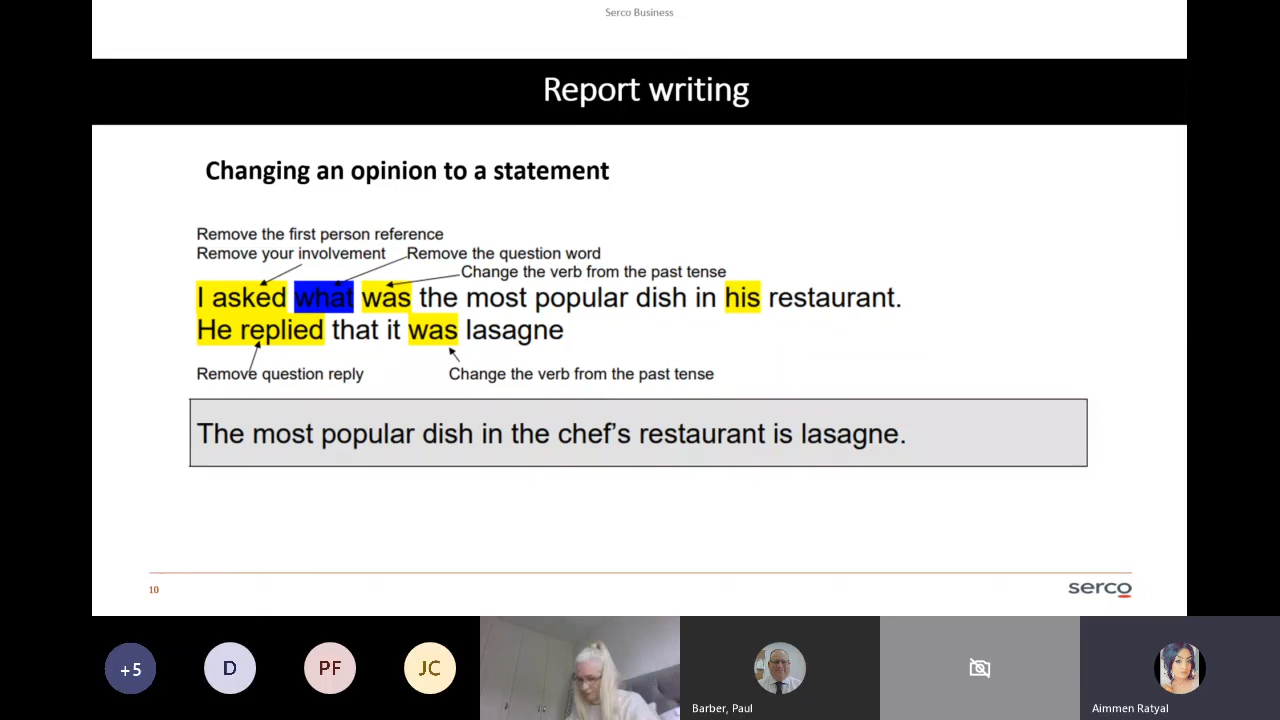 Serco Business
Report writing
Changing an opinion to a statement
Remove the first person reference
Remove your involvement
Remove the question word
Change the verb from the past tense
I asked what was the most popular dish in his restaurant.
He replied that it was lasagne
Remove question reply
Change the verb from the past tense
The most popular dish in the chef’s restaurant is lasagne.
10
serco
+5
D
PF
JC
Barber, Paul
Aimmen Ratyal